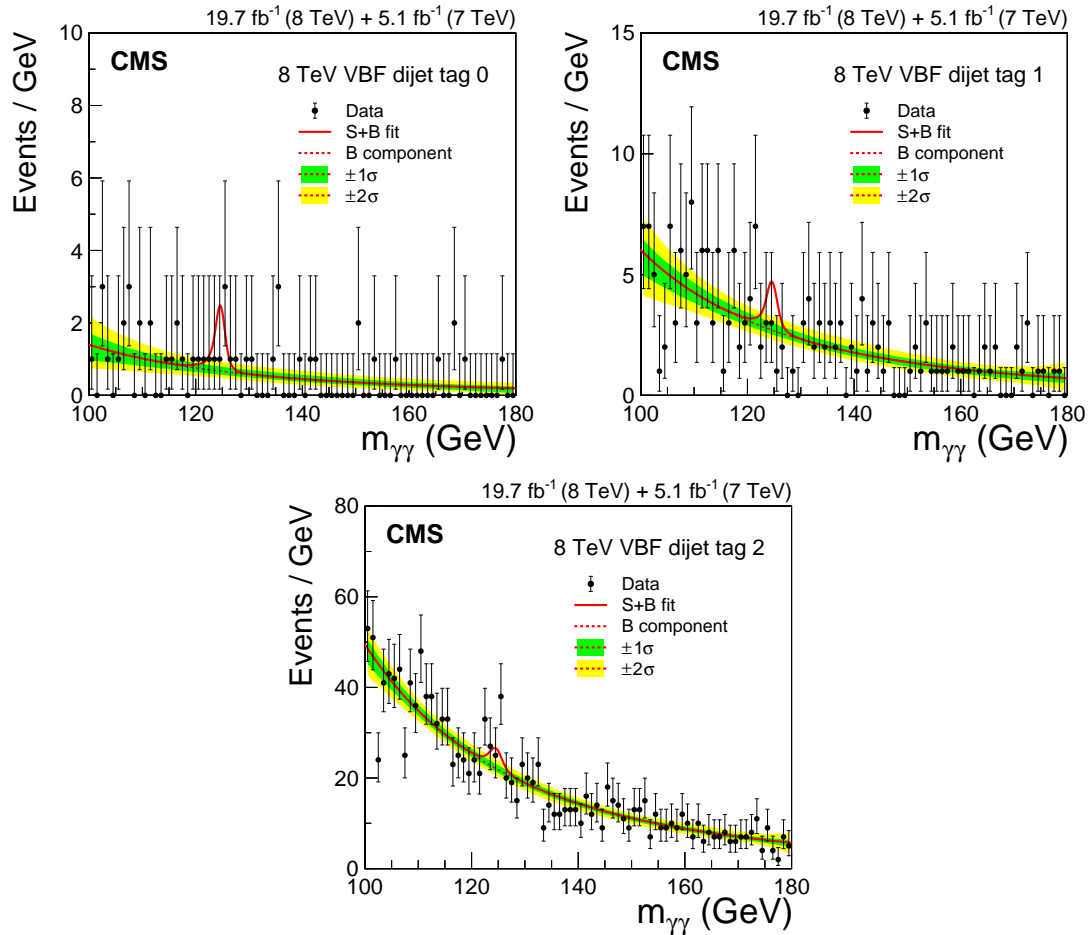 19.7 fb⁻¹ (8 TeV) + 5.1 fb⁻¹ (7 TeV)
CMS
8 TeV VBF dijet tag 0
Data
S+B fit
B component
±1σ
±2σ
Events / GeV
10
8
6
4
2
0
100 120 140 160 180
mγγ (GeV)
19.7 fb⁻¹ (8 TeV) + 5.1 fb⁻¹ (7 TeV)
CMS
8 TeV VBF dijet tag 1
Data
S+B fit
B component
±1σ
±2σ
Events / GeV
15
10
5
0
100 120 140 160 180
mγγ (GeV)
19.7 fb⁻¹ (8 TeV) + 5.1 fb⁻¹ (7 TeV)
CMS
8 TeV VBF dijet tag 2
Data
S+B fit
B component
±1σ
±2σ
Events / GeV
80
60
40
20
0
100 120 140 160 180
mγγ (GeV)